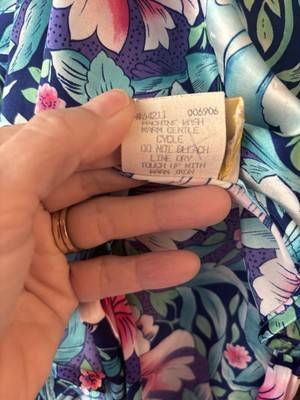 #64211 006906
MACHINE WASH
WARM GENTLE
CYCLE
DO NOT BLEACH
LINE DRY
TOUCH UP WITH
WARM IRON